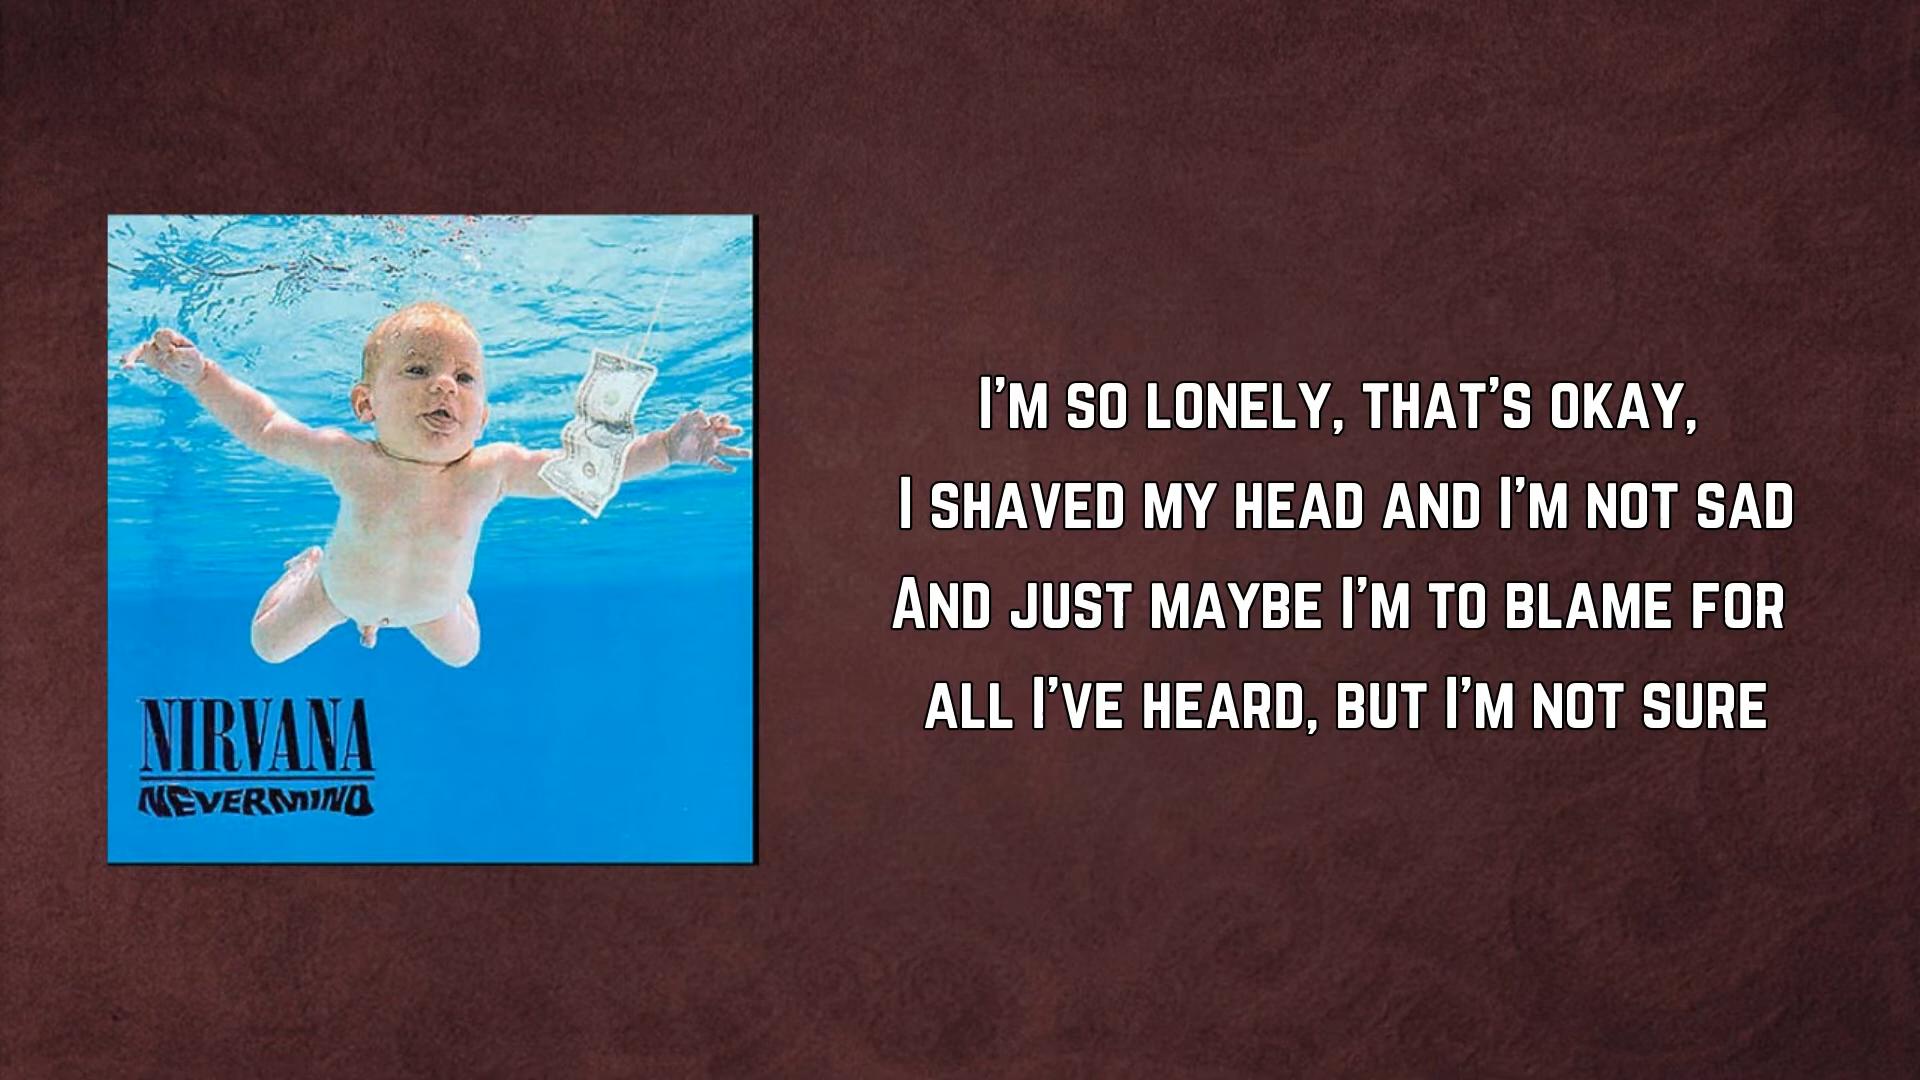 NIRVANA
NEVERMIND
I'm so lonely, that's okay,
I shaved my head and I'm not sad
And just maybe I'm to blame for
all I've heard, but I'm not sure